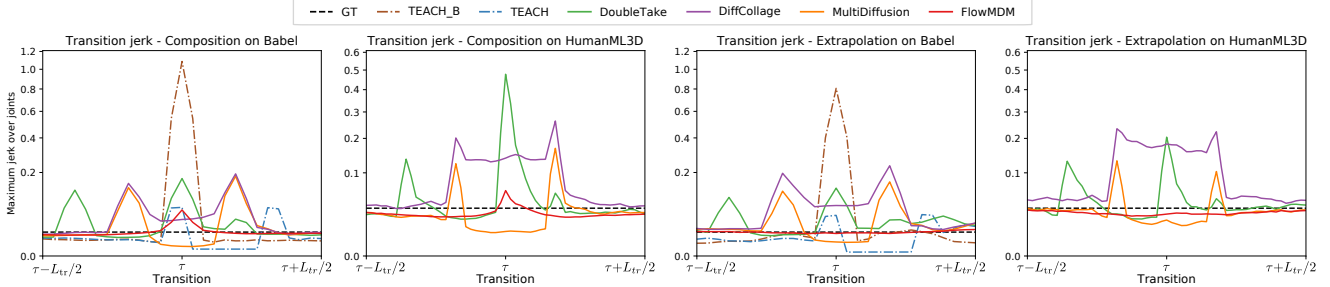 GT TEACH_B TEACH DoubleTake DiffCollage MultiDiffusion FlowMDM
Transition jerk - Composition on Babel
Maximum jerk over joints
1.2
1.0
0.8
0.6
0.4
0.2
0.0
τ−L_tr/2 τ τ+L_tr/2
Transition
Transition jerk - Composition on HumanML3D
0.6
0.5
0.4
0.3
0.2
0.1
0.0
τ−L_tr/2 τ τ+L_tr/2
Transition
Transition jerk - Extrapolation on Babel
1.2
1.0
0.8
0.6
0.4
0.2
0.0
τ−L_tr/2 τ τ+L_tr/2
Transition
Transition jerk - Extrapolation on HumanML3D
0.6
0.5
0.4
0.3
0.2
0.1
0.0
τ−L_tr/2 τ τ+L_tr/2
Transition